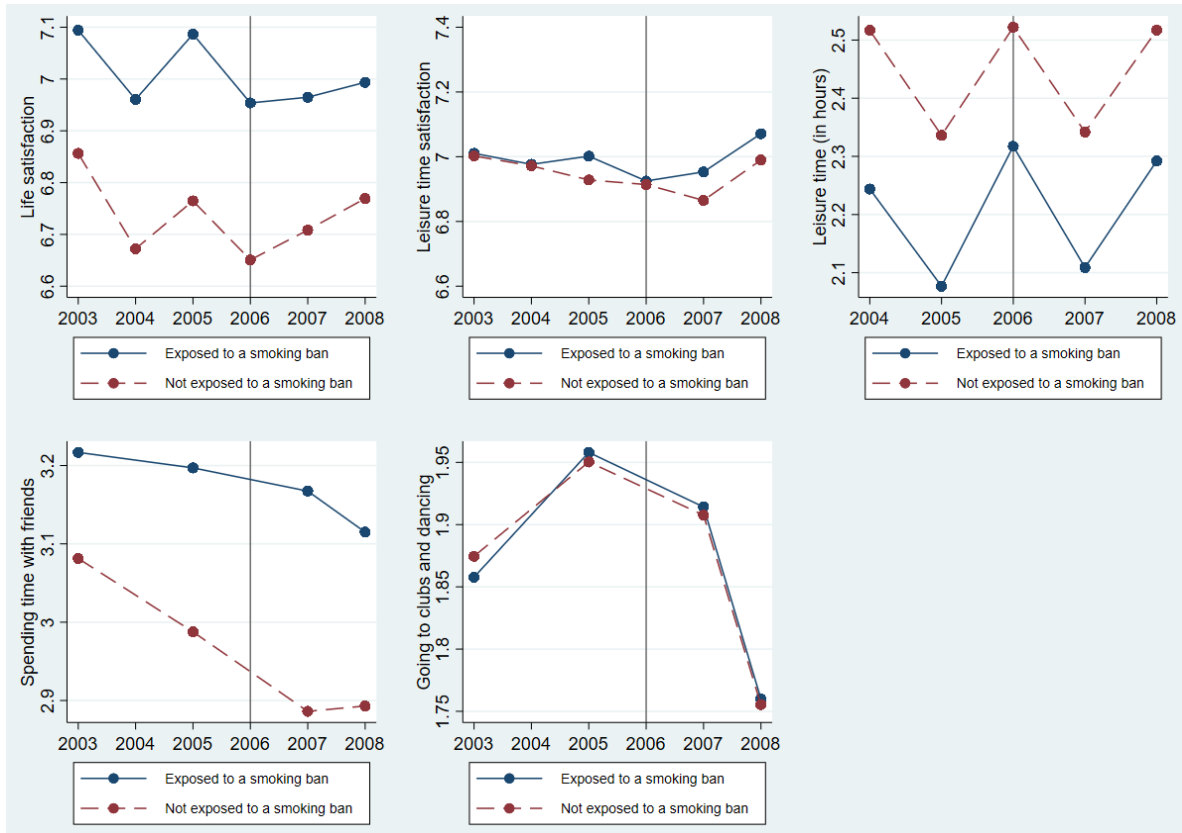 Life satisfaction
7.1
7
6.9
6.8
6.7
6.6
2003 2004 2005 2006 2007 2008
Exposed to a smoking ban
Not exposed to a smoking ban
Leisure time satisfaction
7.4
7.2
7
6.8
6.6
2003 2004 2005 2006 2007 2008
Exposed to a smoking ban
Not exposed to a smoking ban
Leisure time (in hours)
2.5
2.4
2.3
2.2
2.1
2004 2005 2006 2007 2008
Exposed to a smoking ban
Not exposed to a smoking ban
Spending time with friends
3.2
3.1
3
2.9
2003 2004 2005 2006 2007 2008
Exposed to a smoking ban
Not exposed to a smoking ban
Going to clubs and dancing
1.95
1.9
1.85
1.8
1.75
2003 2004 2005 2006 2007 2008
Exposed to a smoking ban
Not exposed to a smoking ban